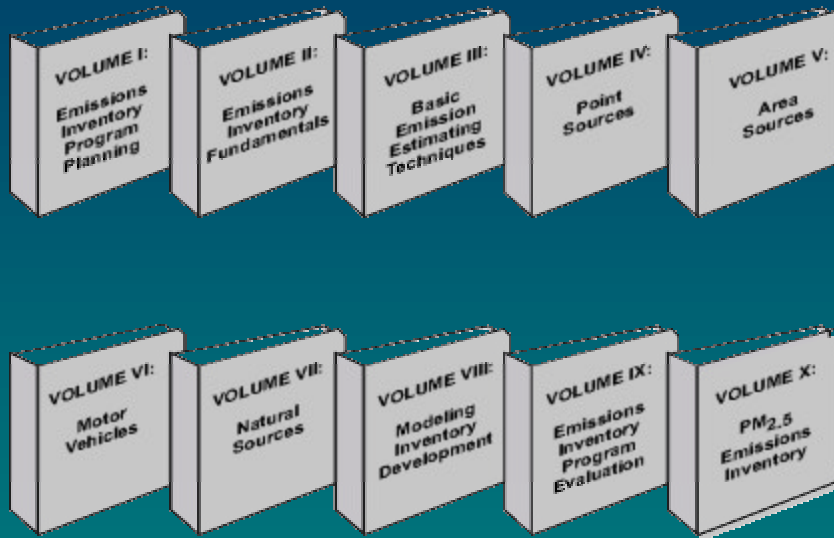 VOLUME I:
Emissions
Inventory
Program
Planning
VOLUME II:
Emissions
Inventory
Fundamentals
VOLUME III:
Basic
Emission
Estimating
Techniques
VOLUME IV:
Point
Sources
VOLUME V:
Area
Sources
VOLUME VI:
Motor
Vehicles
VOLUME VII:
Natural
Sources
VOLUME VIII:
Modeling
Inventory
Development
VOLUME IX:
Emissions
Inventory
Program
Evaluation
VOLUME X:
PM2.5
Emissions
Inventory